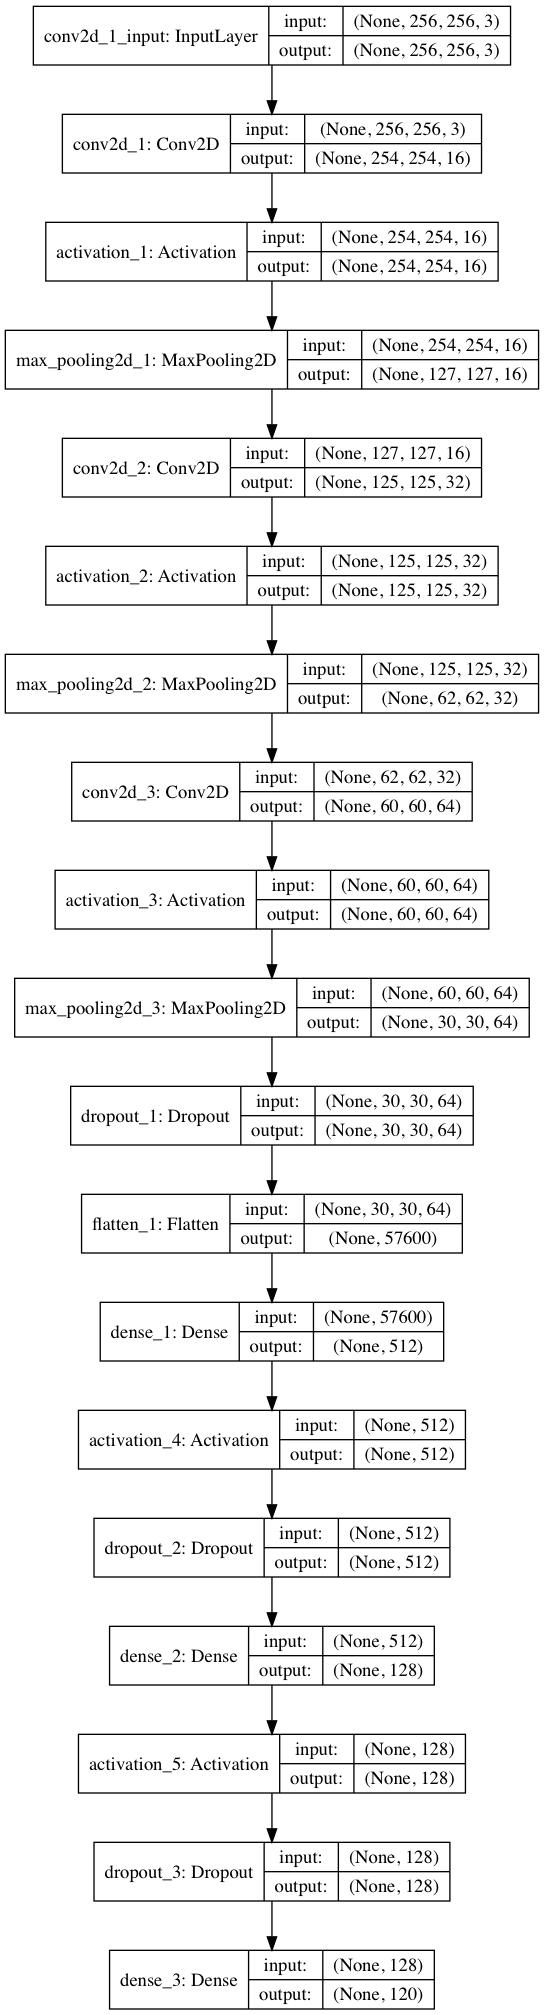 conv2d_1_input: InputLayer
input: (None, 256, 256, 3)
output: (None, 256, 256, 3)
conv2d_1: Conv2D
input: (None, 256, 256, 3)
output: (None, 254, 254, 16)
activation_1: Activation
input: (None, 254, 254, 16)
output: (None, 254, 254, 16)
max_pooling2d_1: MaxPooling2D
input: (None, 254, 254, 16)
output: (None, 127, 127, 16)
conv2d_2: Conv2D
input: (None, 127, 127, 16)
output: (None, 125, 125, 32)
activation_2: Activation
input: (None, 125, 125, 32)
output: (None, 125, 125, 32)
max_pooling2d_2: MaxPooling2D
input: (None, 125, 125, 32)
output: (None, 62, 62, 32)
conv2d_3: Conv2D
input: (None, 62, 62, 32)
output: (None, 60, 60, 64)
activation_3: Activation
input: (None, 60, 60, 64)
output: (None, 60, 60, 64)
max_pooling2d_3: MaxPooling2D
input: (None, 60, 60, 64)
output: (None, 30, 30, 64)
dropout_1: Dropout
input: (None, 30, 30, 64)
output: (None, 30, 30, 64)
flatten_1: Flatten
input: (None, 30, 30, 64)
output: (None, 57600)
dense_1: Dense
input: (None, 57600)
output: (None, 512)
activation_4: Activation
input: (None, 512)
output: (None, 512)
dropout_2: Dropout
input: (None, 512)
output: (None, 512)
dense_2: Dense
input: (None, 512)
output: (None, 128)
activation_5: Activation
input: (None, 128)
output: (None, 128)
dropout_3: Dropout
input: (None, 128)
output: (None, 128)
dense_3: Dense
input: (None, 128)
output: (None, 120)